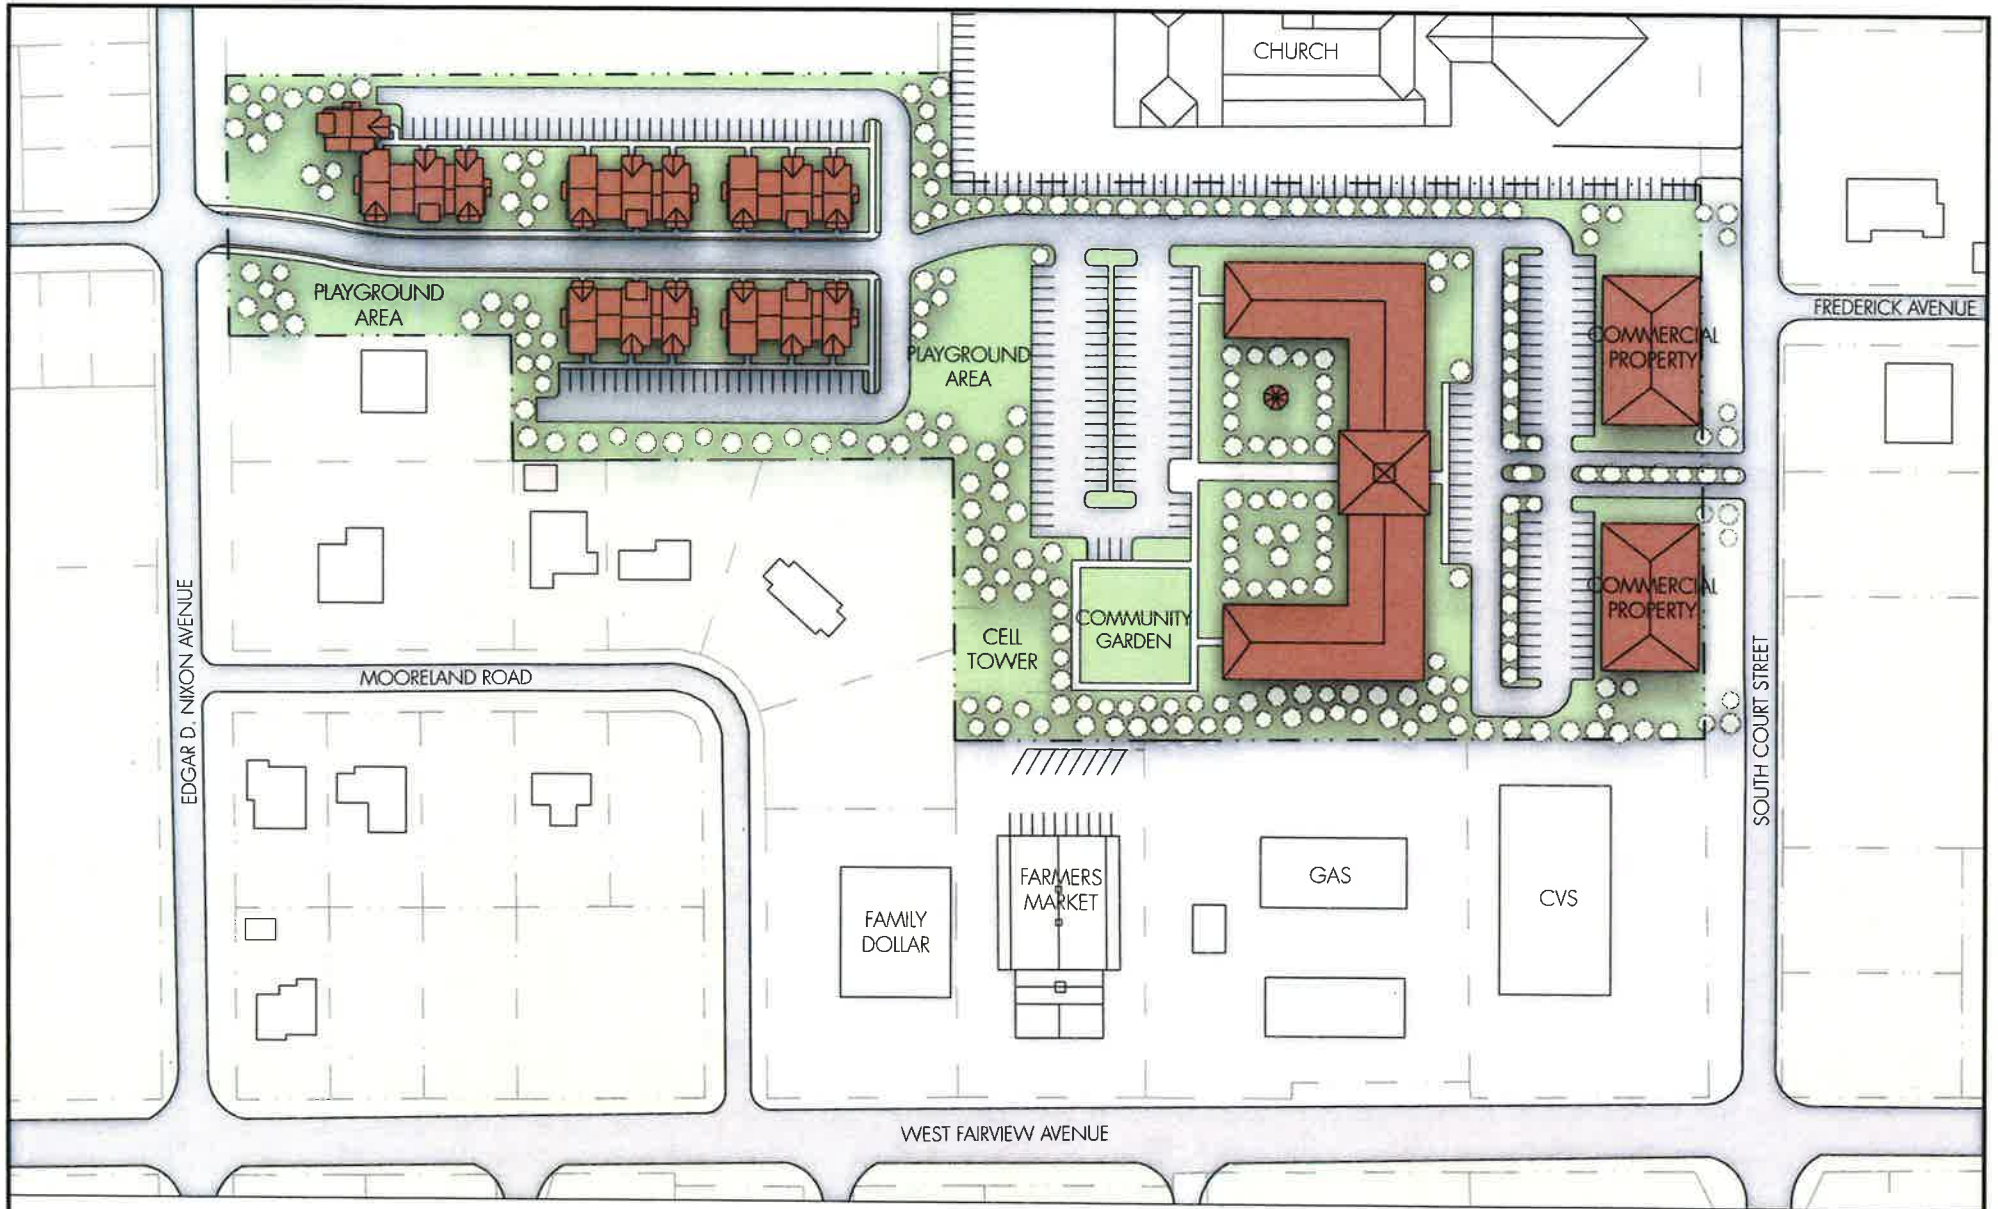 CHURCH
PLAYGROUND
AREA
FREDERICK AVENUE
COMMERCIAL
PROPERTY
PLAYGROUND
AREA
COMMERCIAL
PROPERTY
COMMUNITY
GARDEN
CELL
TOWER
MOORELAND ROAD
EDGAR D. NIXON AVENUE
SOUTH COURT STREET
FARMERS
MARKET
GAS
CVS
FAMILY
DOLLAR
WEST FAIRVIEW AVENUE